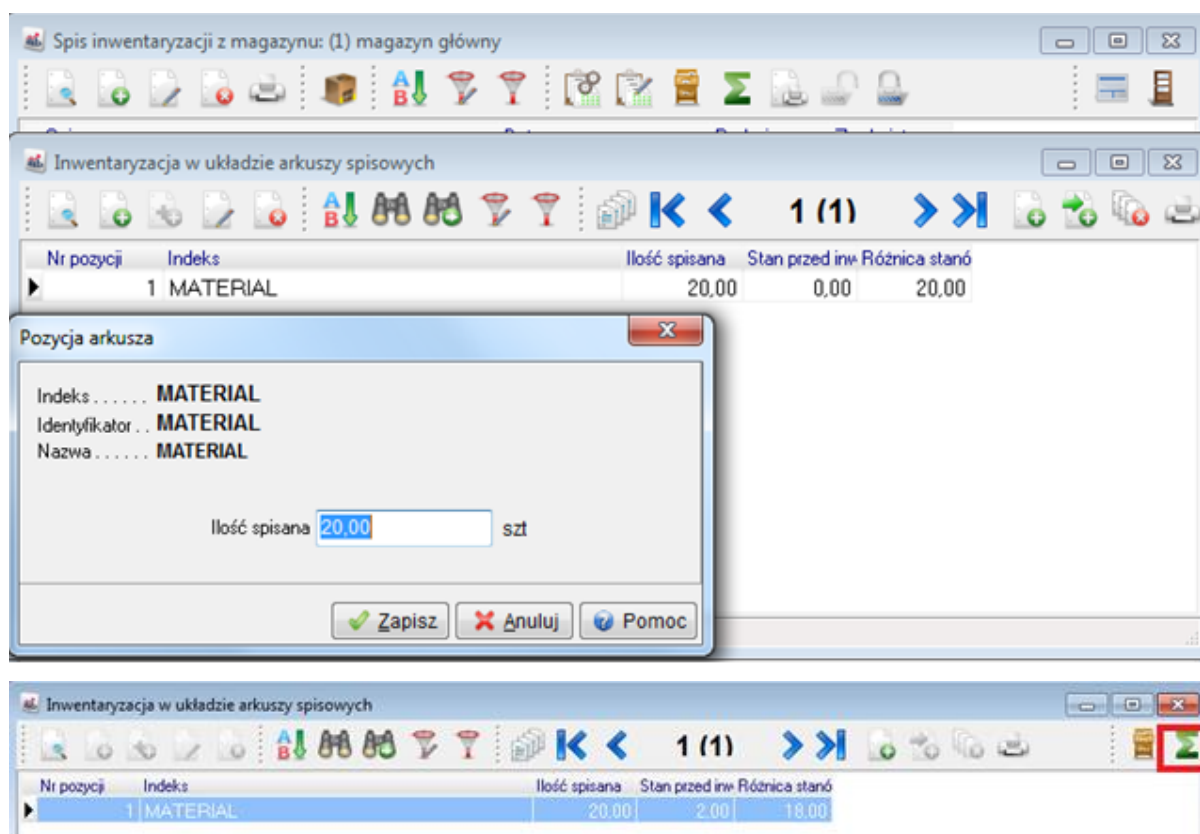 Spis inwentaryzacji z magazynu: (1) magazyn główny
Inwentaryzacja w układzie arkuszy spisowych
1 (1)
Nr pozycji Indeks Ilość spisana Stan przed inw Różnica stanó
1 MATERIAL 20,00 0,00 20,00
Pozycja arkusza
Indeks . . . . . . MATERIAL
Identyfikator . . MATERIAL
Nazwa . . . . . . MATERIAL
Ilość spisana 20,00 szt
Zapisz Anuluj Pomoc
Inwentaryzacja w układzie arkuszy spisowych
1 (1)
Nr pozycji Indeks Ilość spisana Stan przed inw Różnica stanó
1 MATERIAL 20.00 2.00 18.00